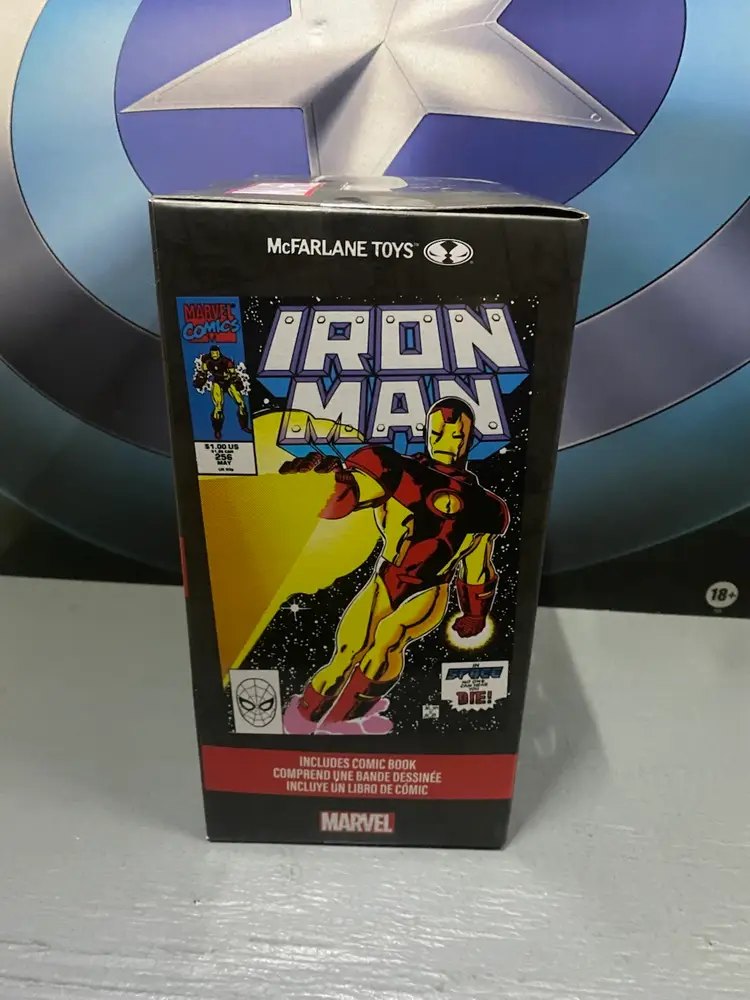 McFARLANE TOYS™
MARVEL
COMICS
IRON
MAN
$1.00 US
256
MAY
IN
SPACE
NO ONE
CAN HEAR
YOU
DIE!
INCLUDES COMIC BOOK
COMPREND UNE BANDE DESSINÉE
INCLUYE UN LIBRO DE CÓMIC
MARVEL
18+